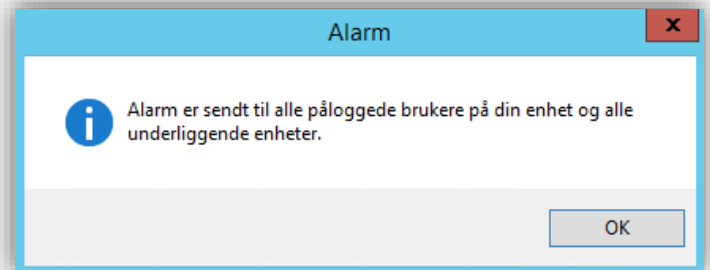 Alarm
x
Alarm er sendt til alle påloggede brukere på din enhet og alle
underliggende enheter.
OK